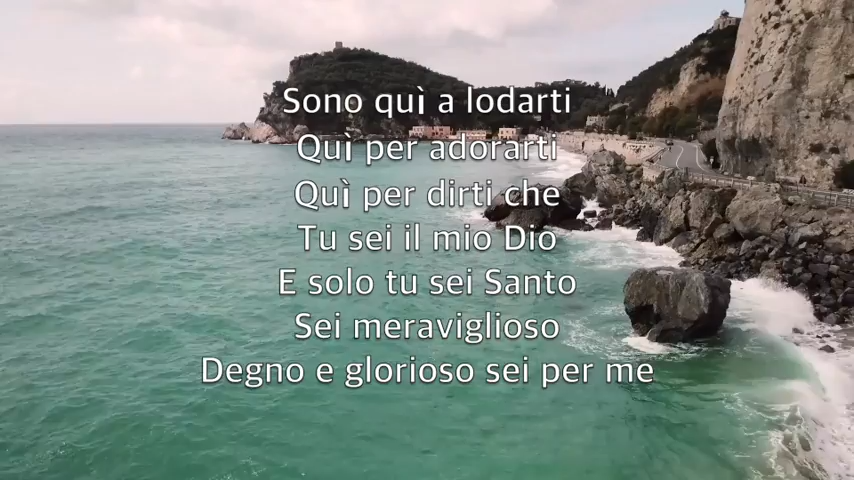 Sono quì a lodarti
Quì per adorarti
Quì per dirti che
Tu sei il mio Dio
E solo tu sei Santo
Sei meraviglioso
Degno e glorioso sei per me